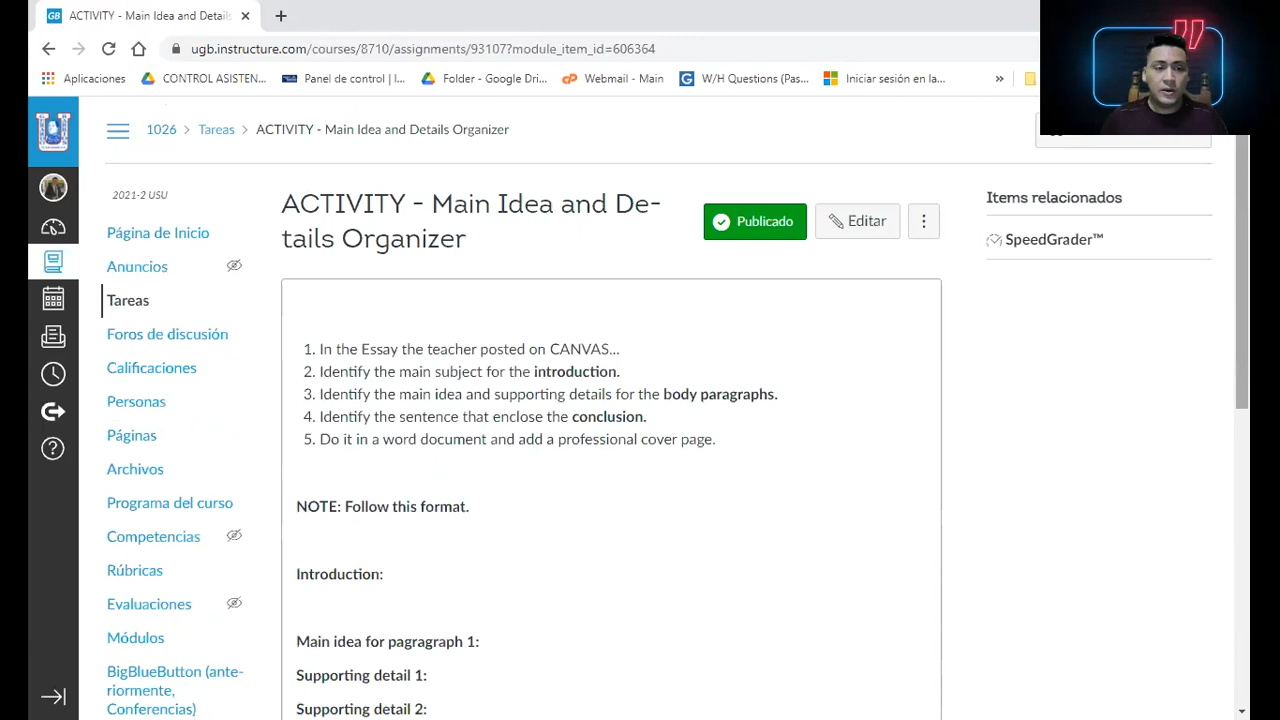 ACTIVITY - Main Idea and Details
ugb.instructure.com/courses/8710/assignments/93107?module_item_id=606364
Aplicaciones
CONTROL ASISTEN...
Panel de control | I...
Folder - Google Dri...
Webmail - Main
W/H Questions (Pas...
Iniciar sesión en la...
»
1026 > Tareas > ACTIVITY - Main Idea and Details Organizer
2021-2 USU
Página de Inicio
Anuncios
Tareas
Foros de discusión
Calificaciones
Personas
Páginas
Archivos
Programa del curso
Competencias
Rúbricas
Evaluaciones
Módulos
BigBlueButton (ante-
riormente,
Conferencias)
ACTIVITY - Main Idea and De-
tails Organizer
Publicado
Editar
1. In the Essay the teacher posted on CANVAS...
2. Identify the main subject for the introduction.
3. Identify the main idea and supporting details for the body paragraphs.
4. Identify the sentence that enclose the conclusion.
5. Do it in a word document and add a professional cover page.
NOTE: Follow this format.
Introduction:
Main idea for pagragraph 1:
Supporting detail 1:
Supporting detail 2:
Items relacionados
SpeedGrader™